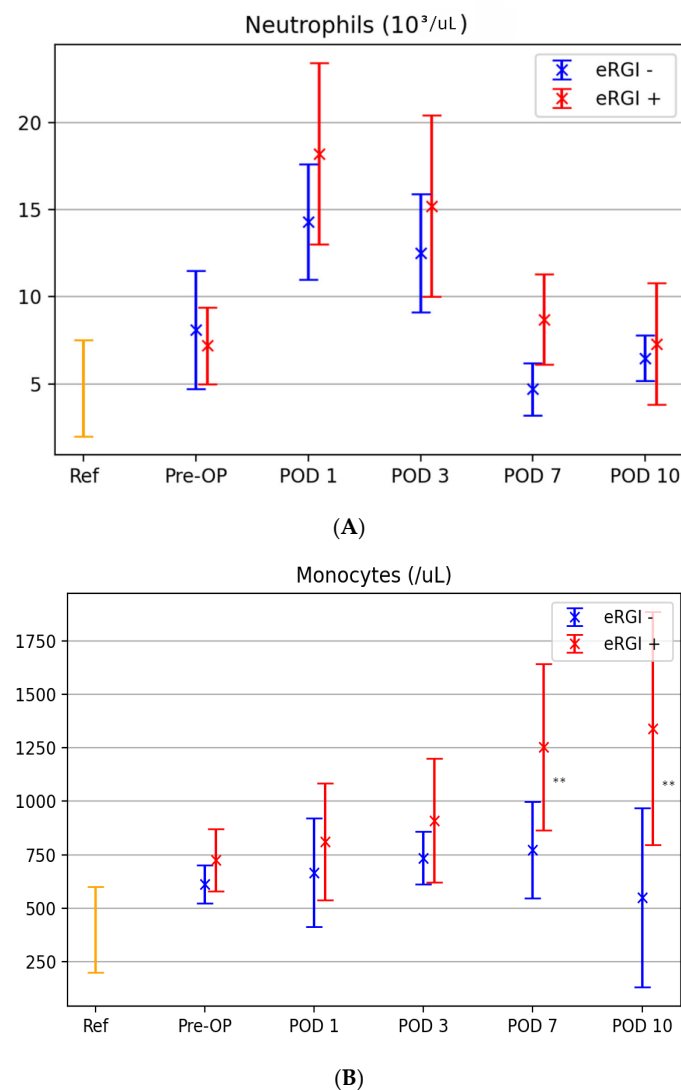 Neutrophils (10³/uL)
eRGI -
eRGI +
20
15
10
5
Ref Pre-OP POD 1 POD 3 POD 7 POD 10
(A)
Monocytes (/uL)
eRGI -
eRGI +
1750
1500
1250
1000
750
500
250
**
**
Ref Pre-OP POD 1 POD 3 POD 7 POD 10
(B)